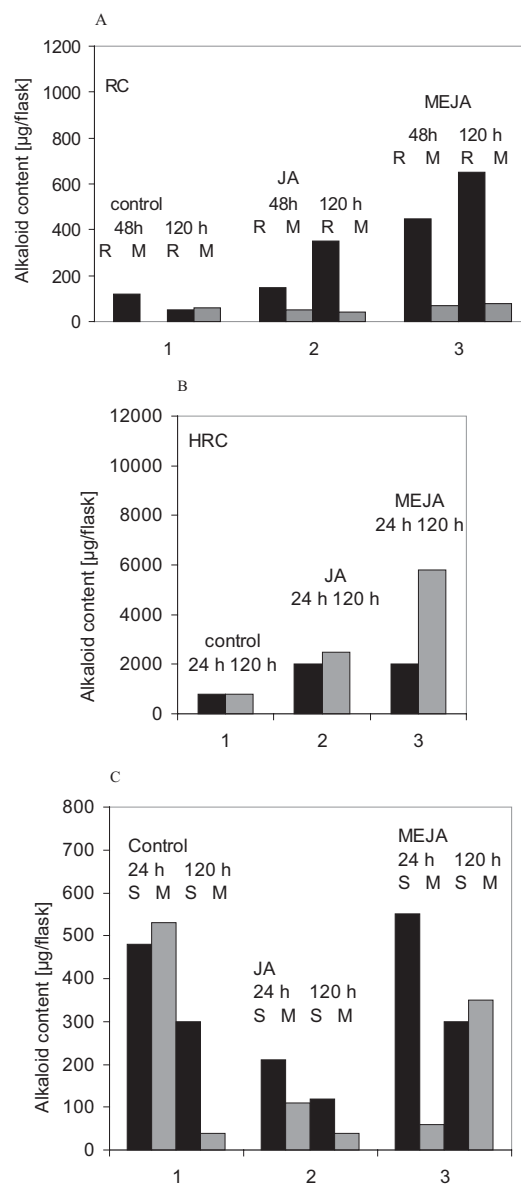 A
Alkaloid content [µg/flask]
1200
1000
800
600
400
200
0
RC
control
48h 120 h
R M R M
JA
48h 120 h
R M R M
MEJA
48h 120 h
R M R M
1 2 3
B
Alkaloid content [µg/flask]
12000
10000
8000
6000
4000
2000
0
HRC
control
24 h 120 h
JA
24 h 120 h
MEJA
24 h 120 h
1 2 3
C
Alkaloid content [µg/flask]
800
700
600
500
400
300
200
100
0
Control
24 h 120 h
S M S M
JA
24 h 120 h
S M S M
MEJA
24 h 120 h
S M S M
1 2 3